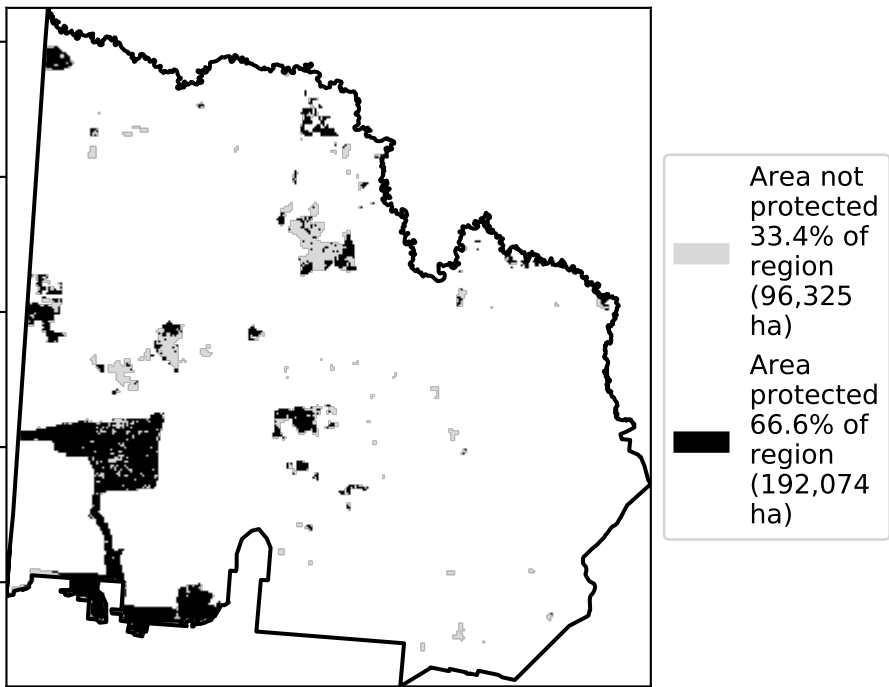 Area not
protected
33.4% of
region
(96,325
ha)
Area
protected
66.6% of
region
(192,074
ha)